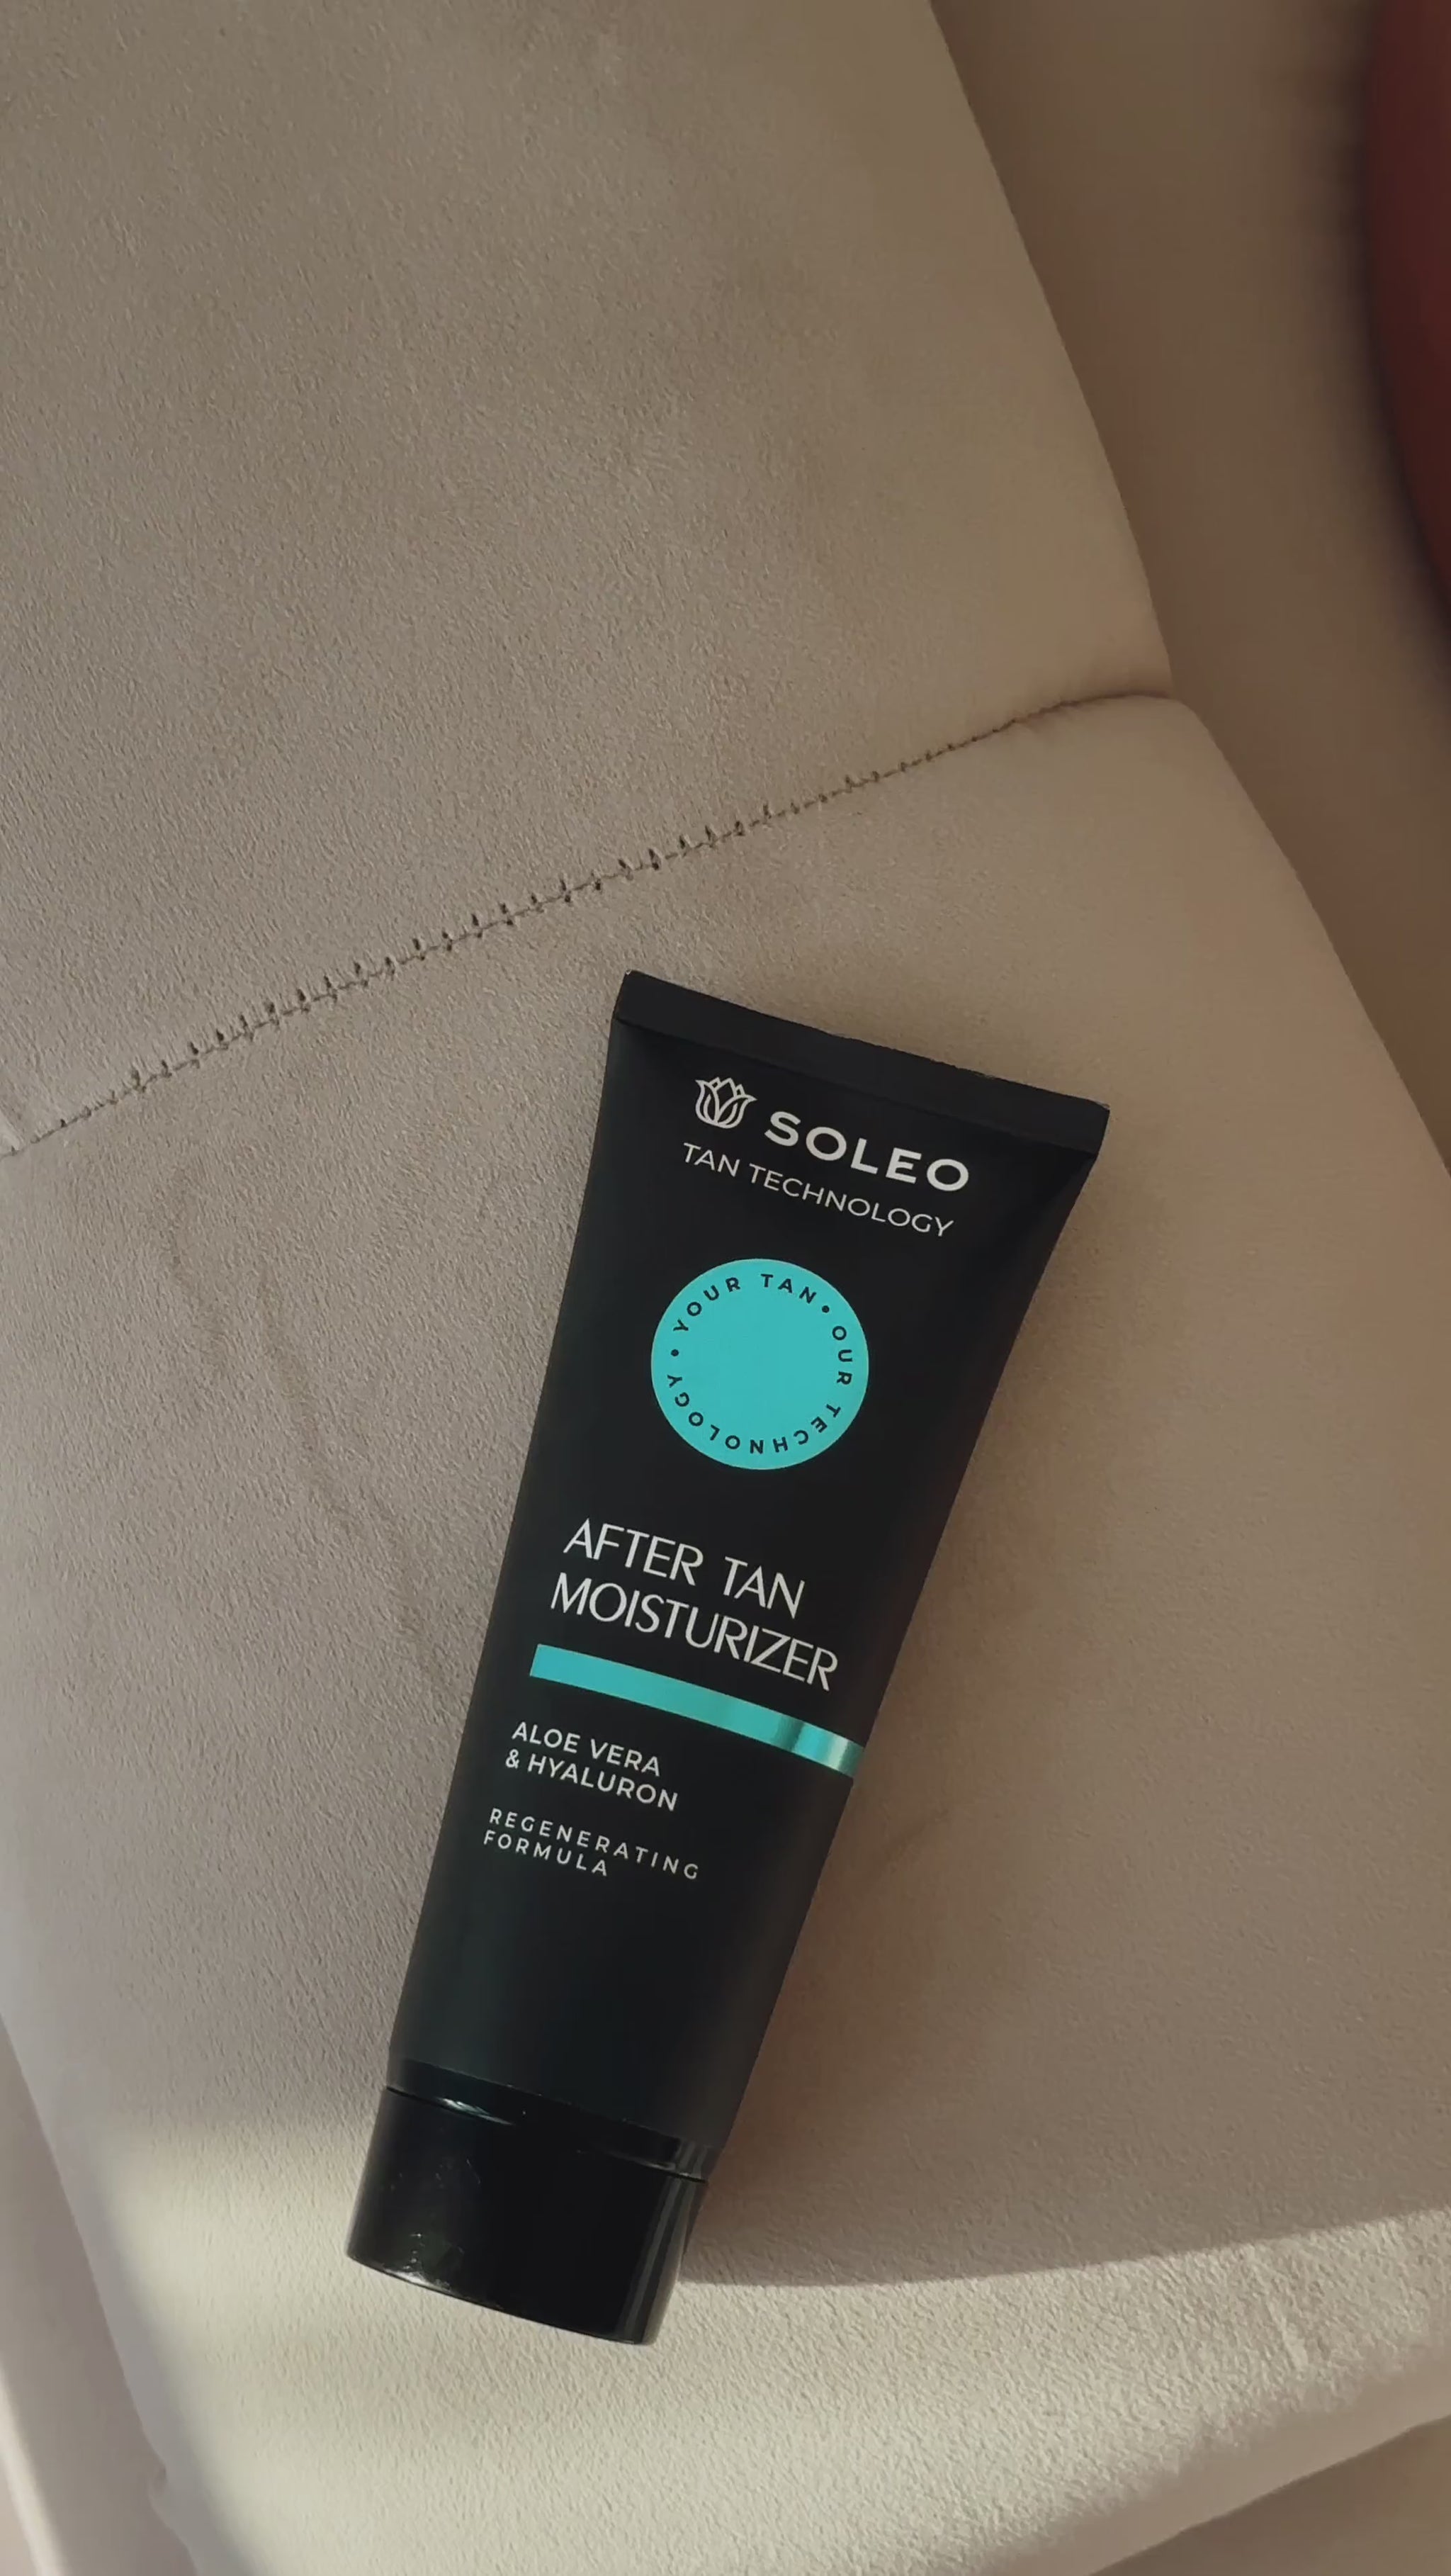 SOLEO
TAN TECHNOLOGY
YOUR TAN • OUR TECHNOLOGY •
AFTER TAN
MOISTURIZER
ALOE VERA
& HYALURON
REGENERATING
FORMULA